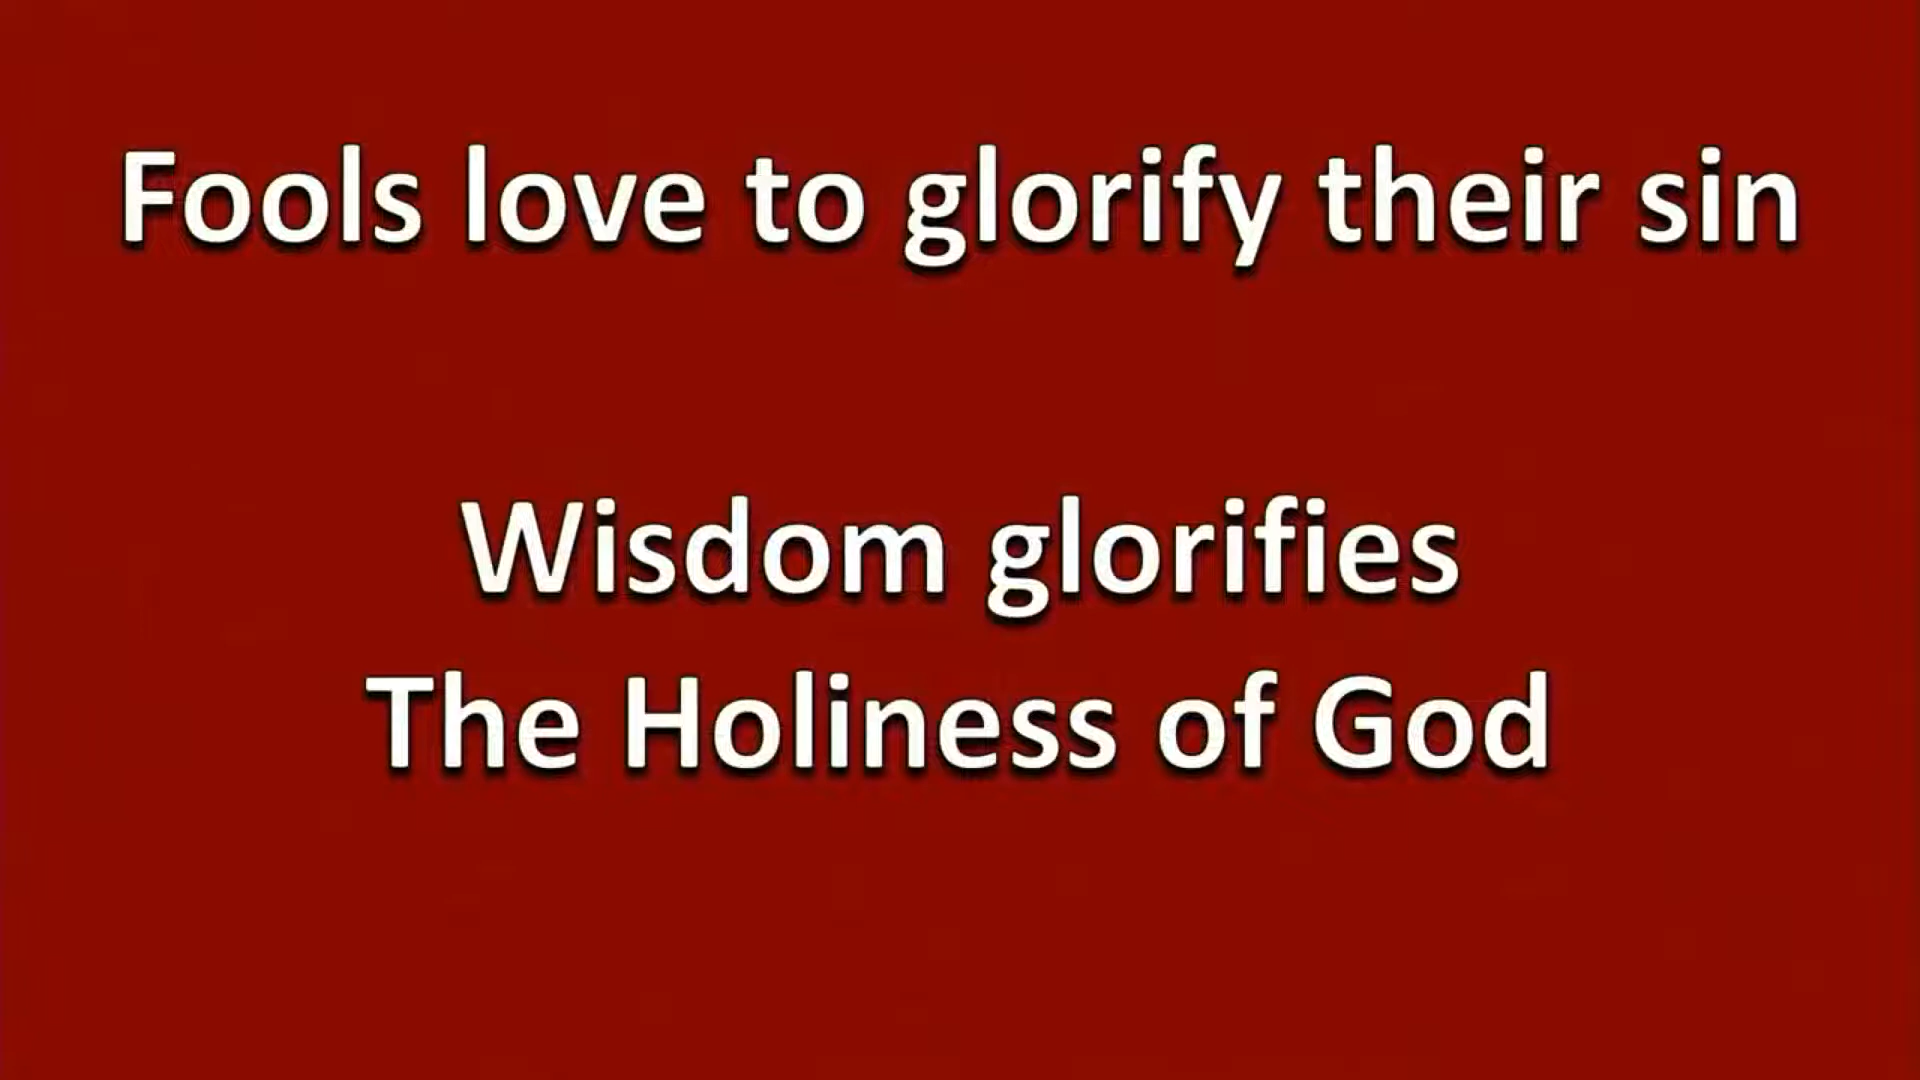 Fools love to glorify their sin
Wisdom glorifies
The Holiness of God